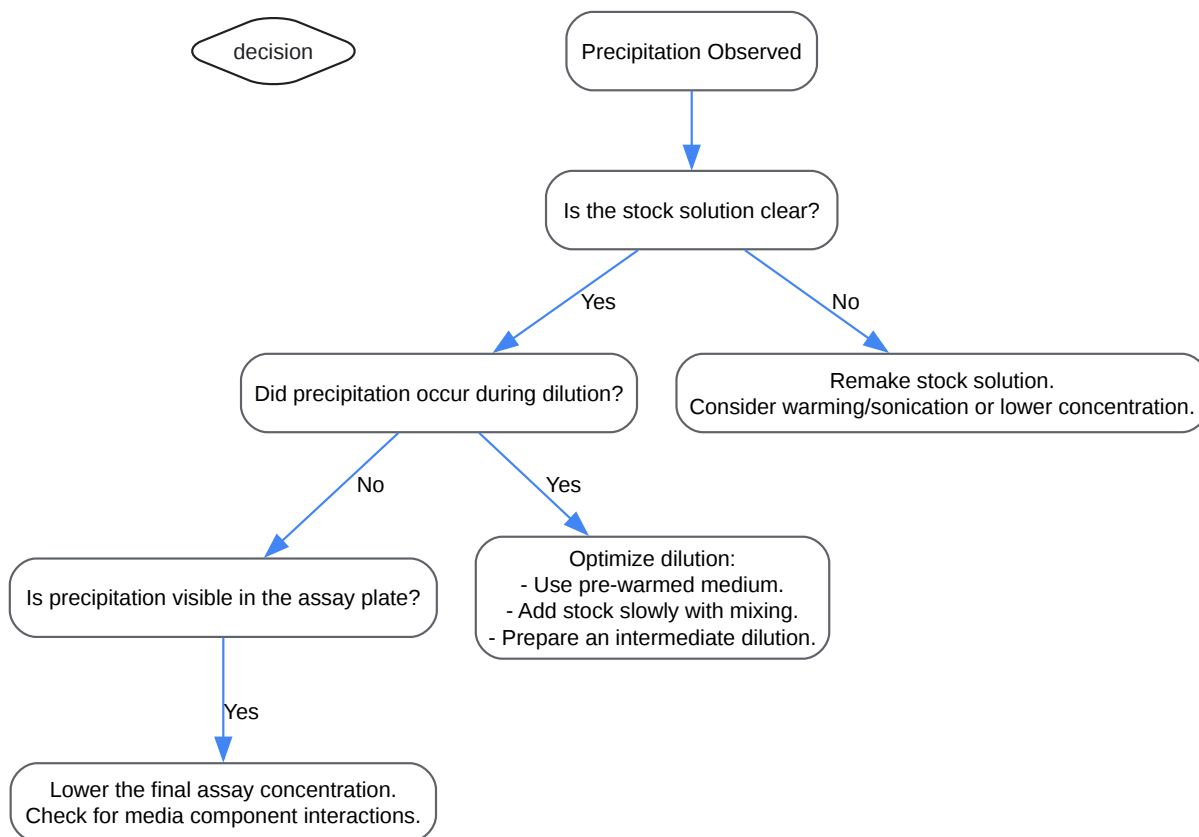 decision
Precipitation Observed
Is the stock solution clear?
Yes
No
Did precipitation occur during dilution?
Remake stock solution.
Consider warming/sonication or lower concentration.
No
Yes
Is precipitation visible in the assay plate?
Optimize dilution:
- Use pre-warmed medium.
- Add stock slowly with mixing.
- Prepare an intermediate dilution.
Yes
Lower the final assay concentration.
Check for media component interactions.